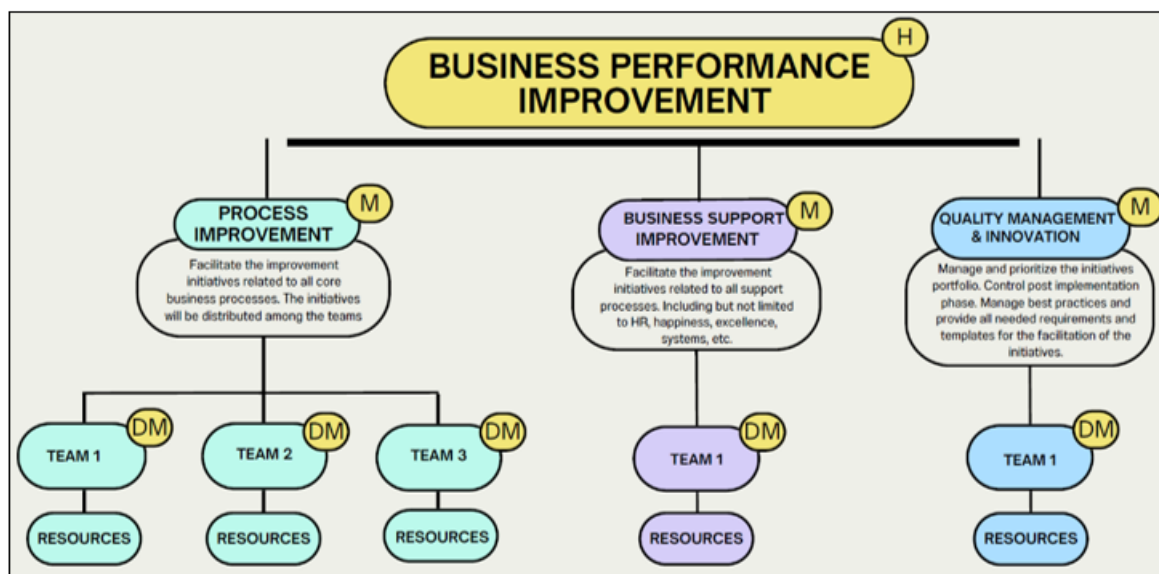 H
BUSINESS PERFORMANCE
IMPROVEMENT
M
PROCESS
IMPROVEMENT
Facilitate the improvement
initiatives related to all core
business processes. The initiatives
will be distributed among the teams
M
BUSINESS SUPPORT
IMPROVEMENT
Facilitate the improvement
initiatives related to all support
processes. Including but not limited
to HR, happiness, excellence,
systems, etc.
M
QUALITY MANAGEMENT
& INNOVATION
Manage and prioritize the initiatives
portfolio. Control post implementation
phase. Manage best practices and
provide all needed requirements and
templates for the facilitation of the
initiatives.
DM
TEAM 1
DM
TEAM 2
DM
TEAM 3
DM
TEAM 1
DM
TEAM 1
RESOURCES
RESOURCES
RESOURCES
RESOURCES
RESOURCES